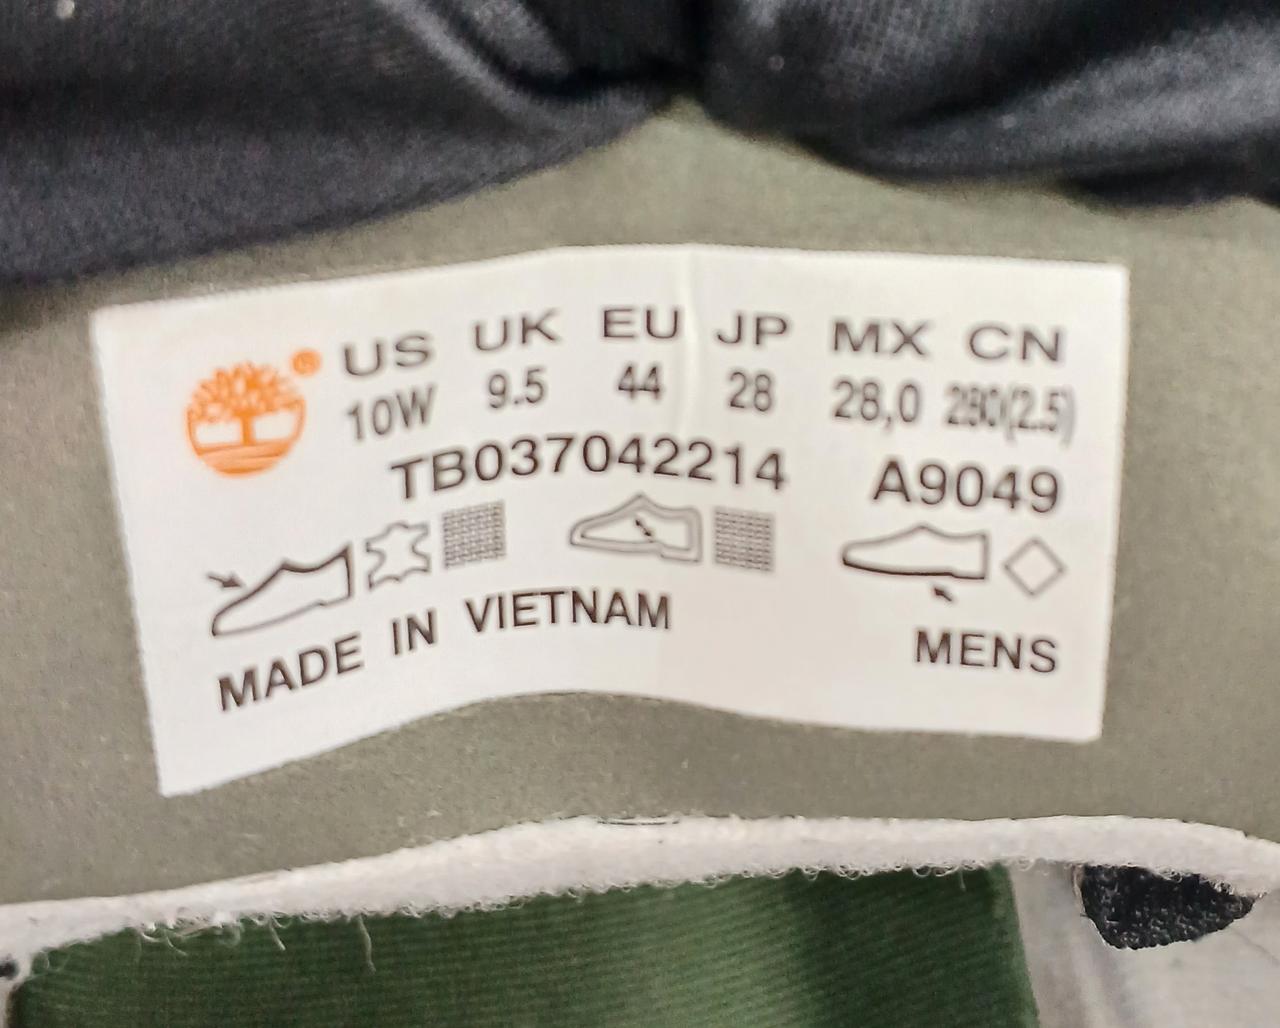 US UK EU JP MX CN
10W 9.5 44 28 28,0 280(2.5)
TB037042214 A9049
MADE IN VIETNAM MENS